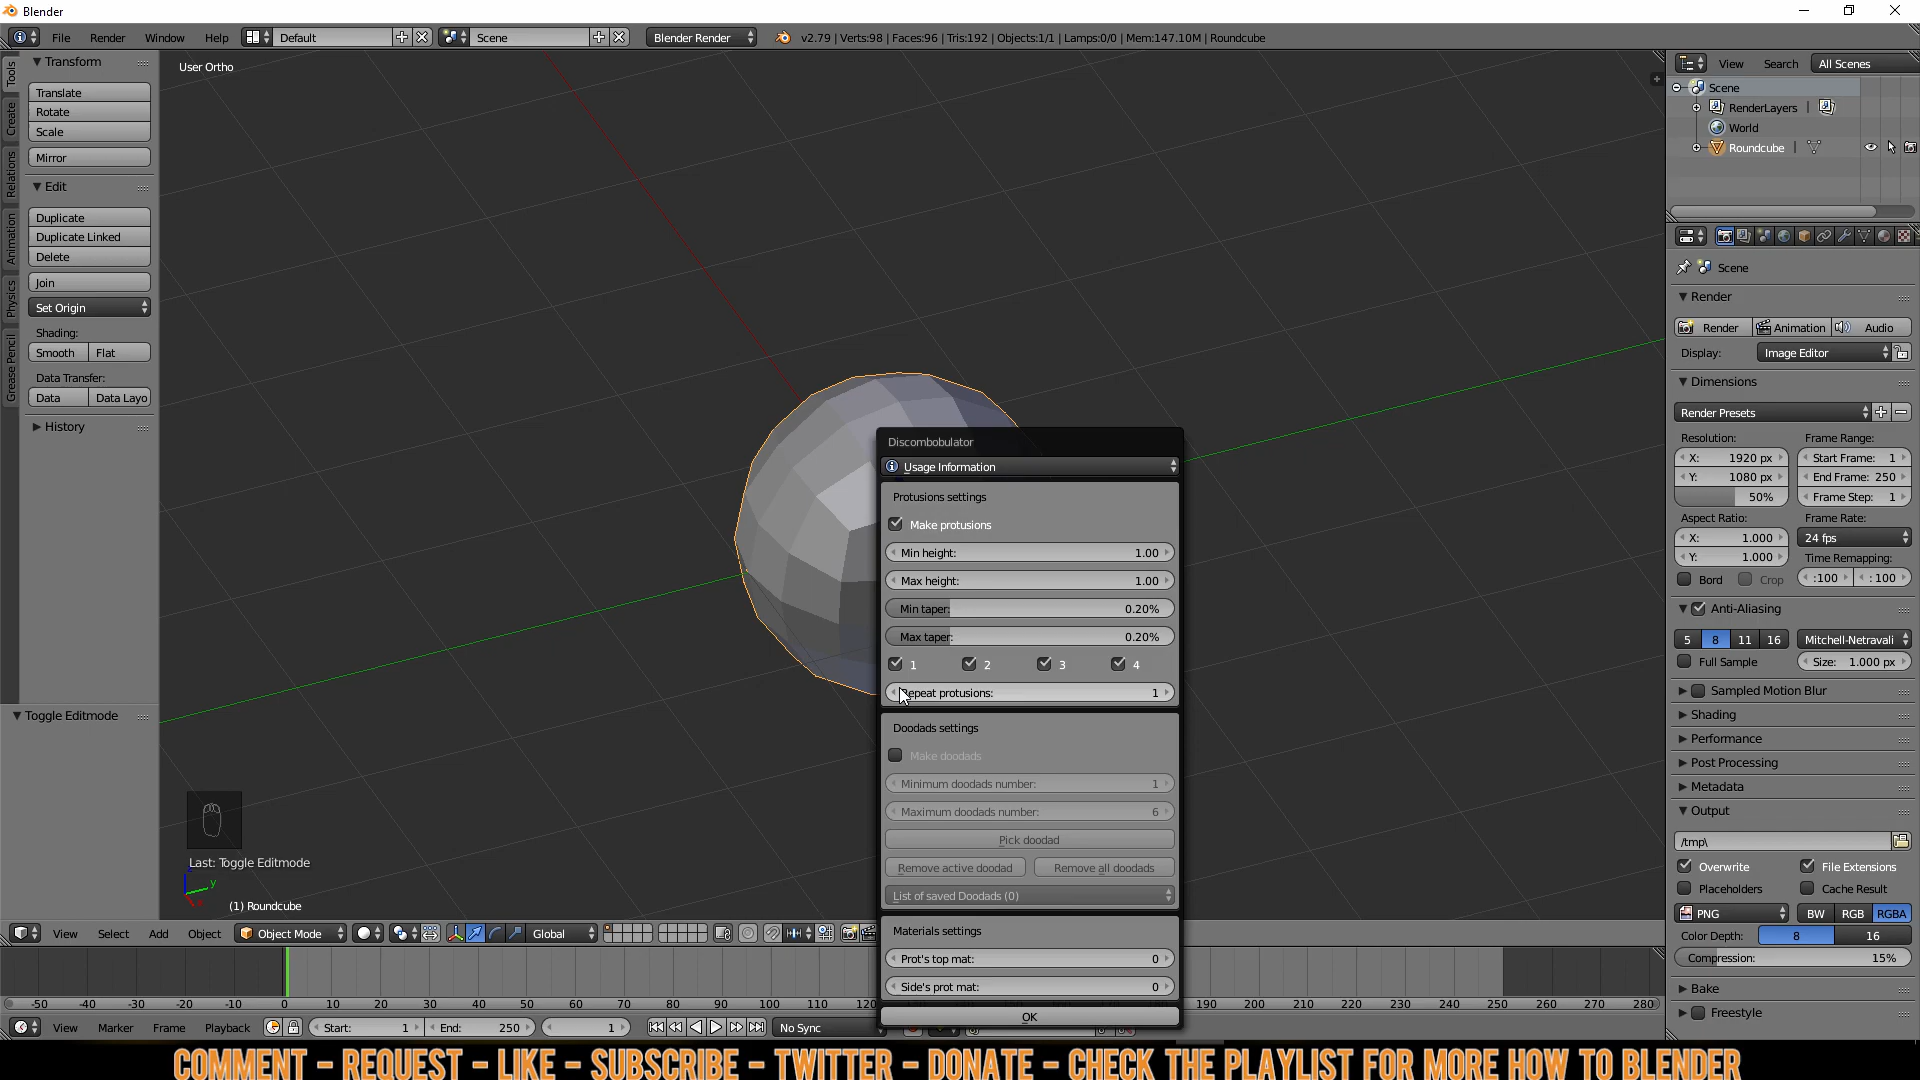 Blender
File Render Window Help Default Scene Blender Render v2.79 | Verts:98 | Faces:96 | Tris:192 | Objects:1/1 | Lamps:0/0 | Mem:147.10M | Roundcube
Tools
Create
Relations
Animation
Physics
Grease Pencil
Transform
Translate
Rotate
Scale
Mirror
Edit
Duplicate
Duplicate Linked
Delete
Join
Set Origin
Shading:
Smooth Flat
Data Transfer:
Data Data Layo
History
Toggle Editmode
User Ortho
Last: Toggle Editmode
z
y
x
(1) Roundcube
Discombobulator
Usage Information
Protusions settings
Make protusions
Min height: 1.00
Max height: 1.00
Min taper: 0.20%
Max taper: 0.20%
1 2 3 4
epeat protusions: 1
Doodads settings
Make doodads
Minimum doodads number: 1
Maximum doodads number: 6
Pick doodad
Remove active doodad Remove all doodads
List of saved Doodads (0)
Materials settings
Prot's top mat: 0
Side's prot mat: 0
OK
View Search All Scenes
Scene
RenderLayers
World
Roundcube
Scene
Render
Render Animation Audio
Display: Image Editor
Dimensions
Render Presets
Resolution: Frame Range:
X: 1920 px Start Frame: 1
Y: 1080 px End Frame: 250
50% Frame Step: 1
Aspect Ratio: Frame Rate:
X: 1.000 24 fps
Y: 1.000 Time Remapping:
Bord Crop :100 :100
Anti-Aliasing
5 8 11 16 Mitchell-Netravali
Full Sample Size: 1.000 px
Sampled Motion Blur
Shading
Performance
Post Processing
Metadata
Output
/tmp\
Overwrite File Extensions
Placeholders Cache Result
PNG BW RGB RGBA
Color Depth: 8 16
Compression: 15%
Bake
Freestyle
View Select Add Object Object Mode Global
-50 -40 -30 -20 -10 0 10 20 30 40 50 60 70 80 90 100 110 190 200 210 220 230 240 250 260 270 280
View Marker Frame Playback Start: 1 End: 250 1 No Sync
COMMENT - REQUEST - LIKE - SUBSCRIBE - TWITTER - DONATE - CHECK THE PLAYLIST FOR MORE HOW TO BLENDER